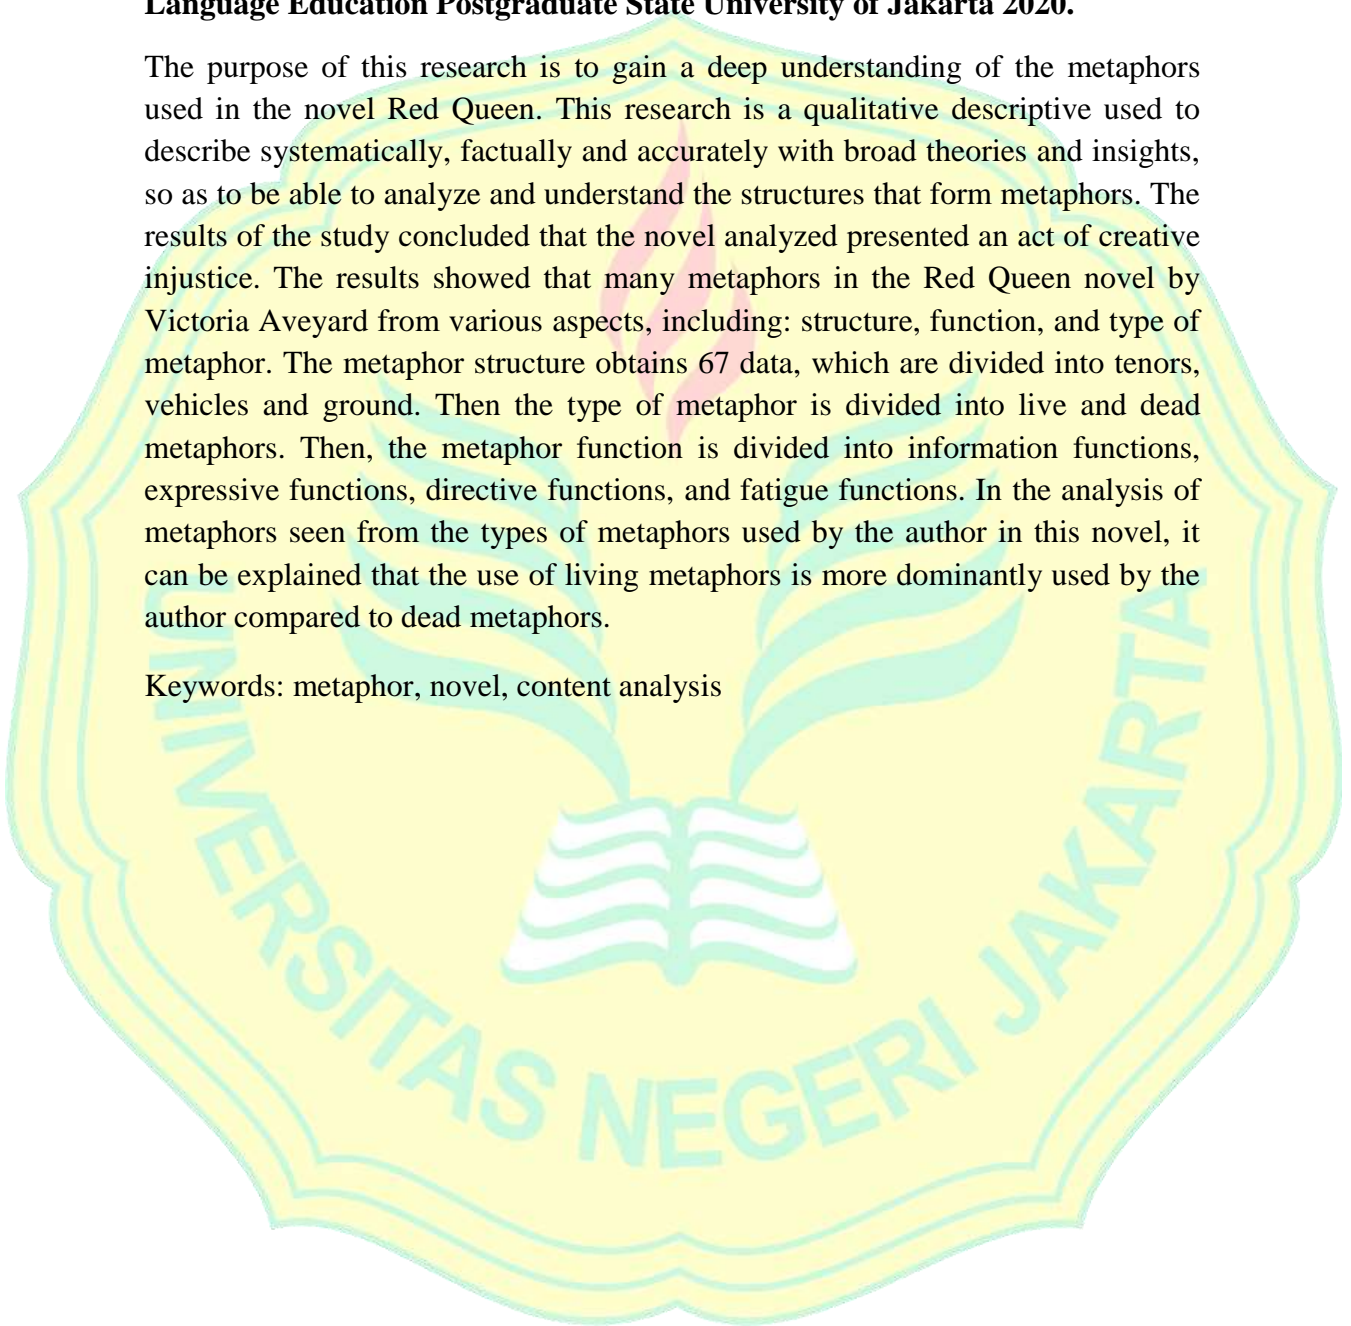 Language Education Postgraduate State University of Jakarta 2020.
The purpose of this research is to gain a deep understanding of the metaphors
used in the novel Red Queen. This research is a qualitative descriptive used to
describe systematically, factually and accurately with broad theories and insights,
so as to be able to analyze and understand the structures that form metaphors. The
results of the study concluded that the novel analyzed presented an act of creative
injustice. The results showed that many metaphors in the Red Queen novel by
Victoria Aveyard from various aspects, including: structure, function, and type of
metaphor. The metaphor structure obtains 67 data, which are divided into tenors,
vehicles and ground. Then the type of metaphor is divided into live and dead
metaphors. Then, the metaphor function is divided into information functions,
expressive functions, directive functions, and fatigue functions. In the analysis of
metaphors seen from the types of metaphors used by the author in this novel, it
can be explained that the use of living metaphors is more dominantly used by the
author compared to dead metaphors.
Keywords: metaphor, novel, content analysis
UNIVERSITAS NEGERI JAKARTA